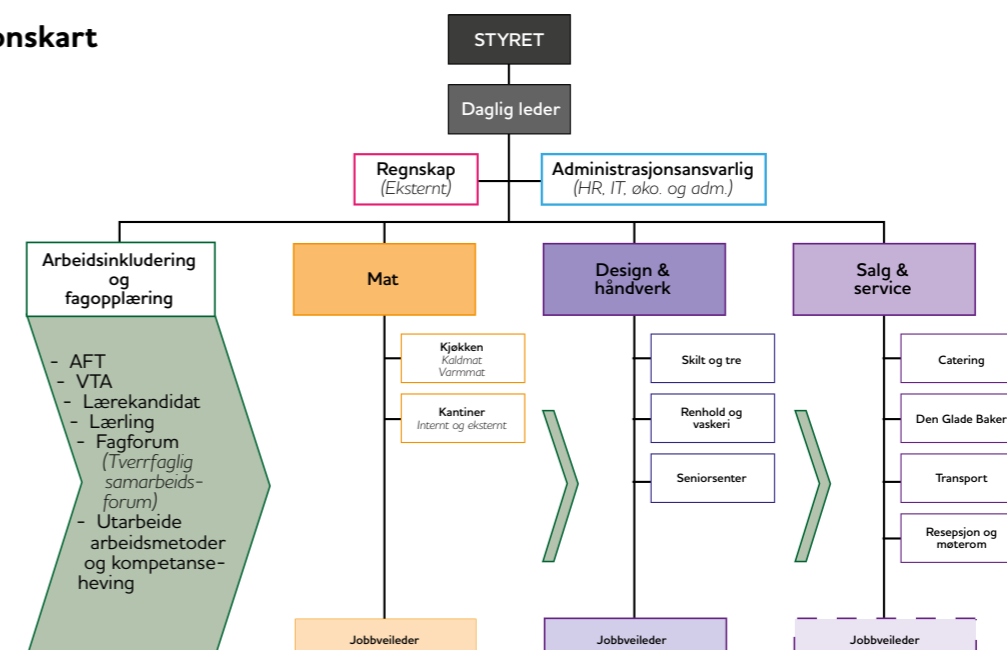 onskart
STYRET
Daglig leder
Regnskap
(Eksternt)
Administrasjonsansvarlig
(HR, IT, øko. og adm.)
Arbeidsinkludering
og
fagopplæring
- AFT
- VTA
- Lærekandidat
- Lærling
- Fagforum
(Tverrfaglig
samarbeids-
forum)
- Utarbeide
arbeidsmetoder
og kompetanse-
heving
Mat
Kjøkken
Kaldmat
Varmmat
Kantiner
Internt og eksternt
Jobbveileder
Design &
håndverk
Skilt og tre
Renhold og
vaskeri
Seniorsenter
Jobbveileder
Salg &
service
Catering
Den Glade Baker
Transport
Resepsjon og
møterom
Jobbveileder